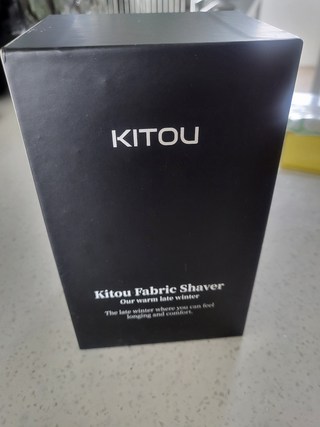 KITOU
Kitou Fabric Shaver
Our warm late winter
The late winter where you can feel
longing and comfort.